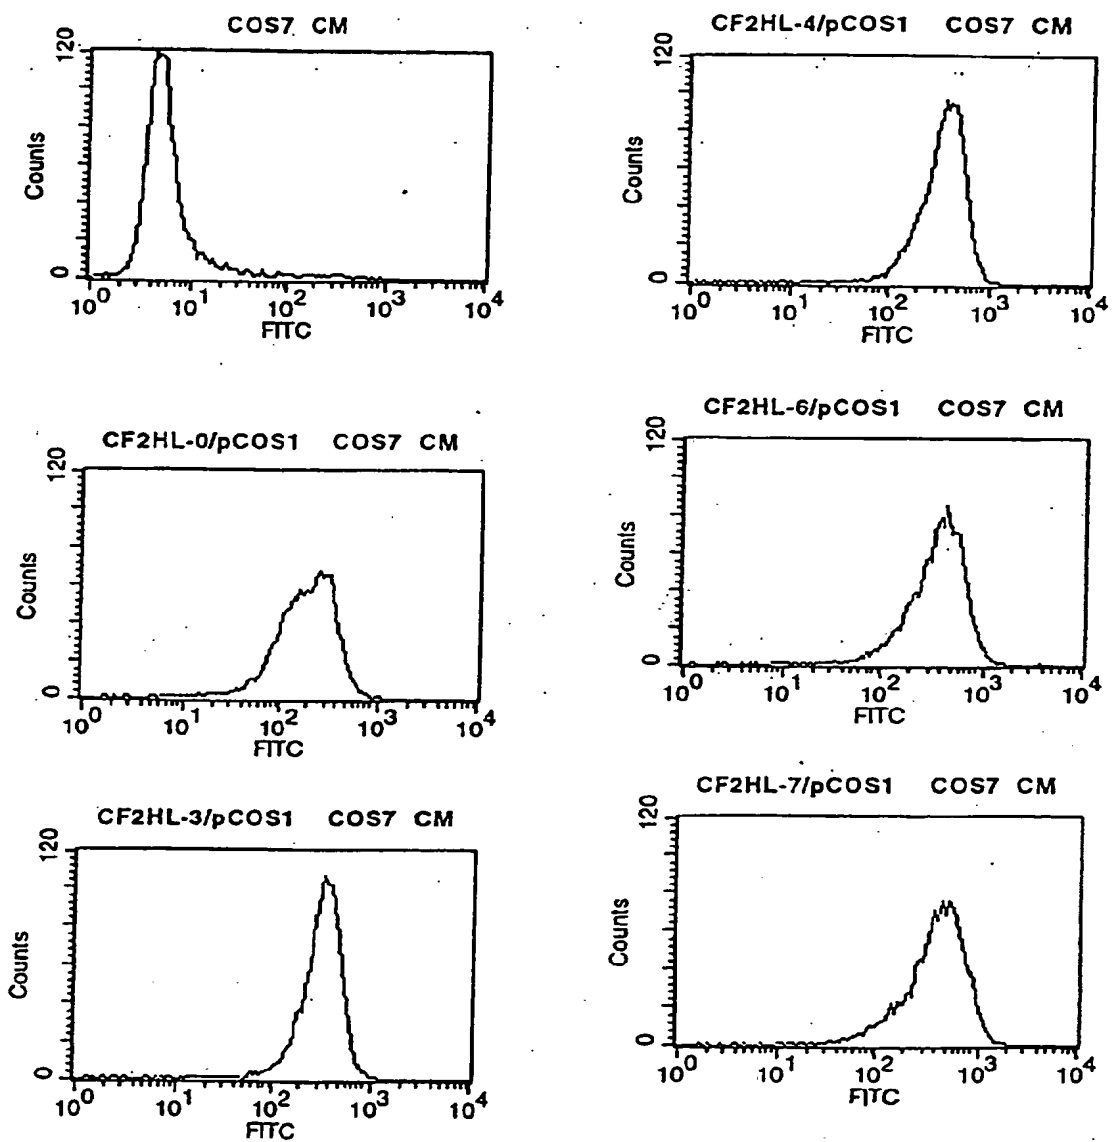 COS7 CM
120
Counts
0
10^0 10^1 10^2 10^3 10^4
FITC
CF2HL-4/pCOS1 COS7 CM
120
Counts
0
10^0 10^1 10^2 10^3 10^4
FITC
CF2HL-0/pCOS1 COS7 CM
120
Counts
0
10^0 10^1 10^2 10^3 10^4
FITC
CF2HL-6/pCOS1 COS7 CM
120
Counts
0
10^0 10^1 10^2 10^3 10^4
FITC
CF2HL-3/pCOS1 COS7 CM
120
Counts
0
10^0 10^1 10^2 10^3 10^4
FITC
CF2HL-7/pCOS1 COS7 CM
120
Counts
0
10^0 10^1 10^2 10^3 10^4
FITC